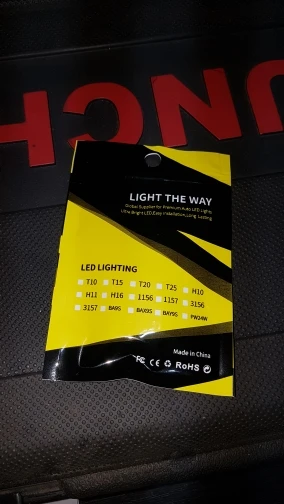 UNCH
LIGHT THE WAY
Global Supplier for Premium Auto LED Lights
Ultra Bright LED,Easy Installation,Long Lasting
LED LIGHTING
T10 T15 T20 T25 H10
H11 H16 1156 1157 3156
3157 BA9S BAX9S BAY9S PW24W
Made in China
FC CE RoHS